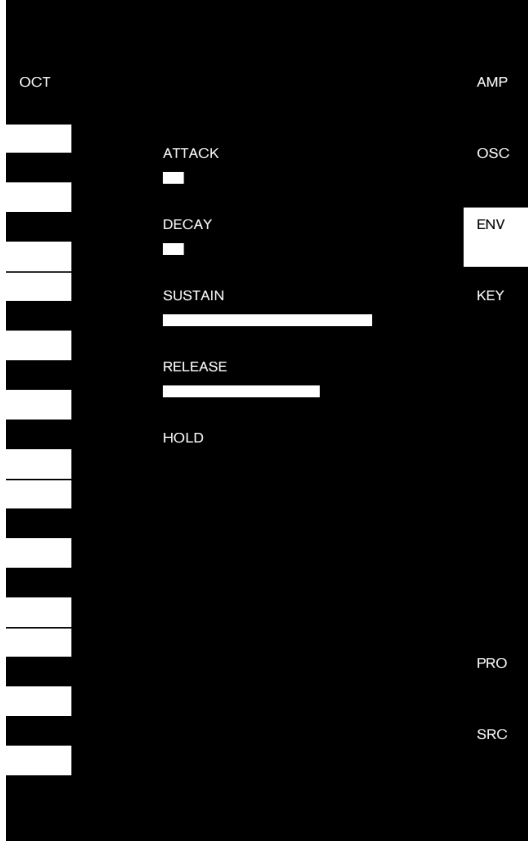 OCT
AMP
ATTACK
OSC
DECAY
ENV
SUSTAIN
KEY
RELEASE
HOLD
PRO
SRC